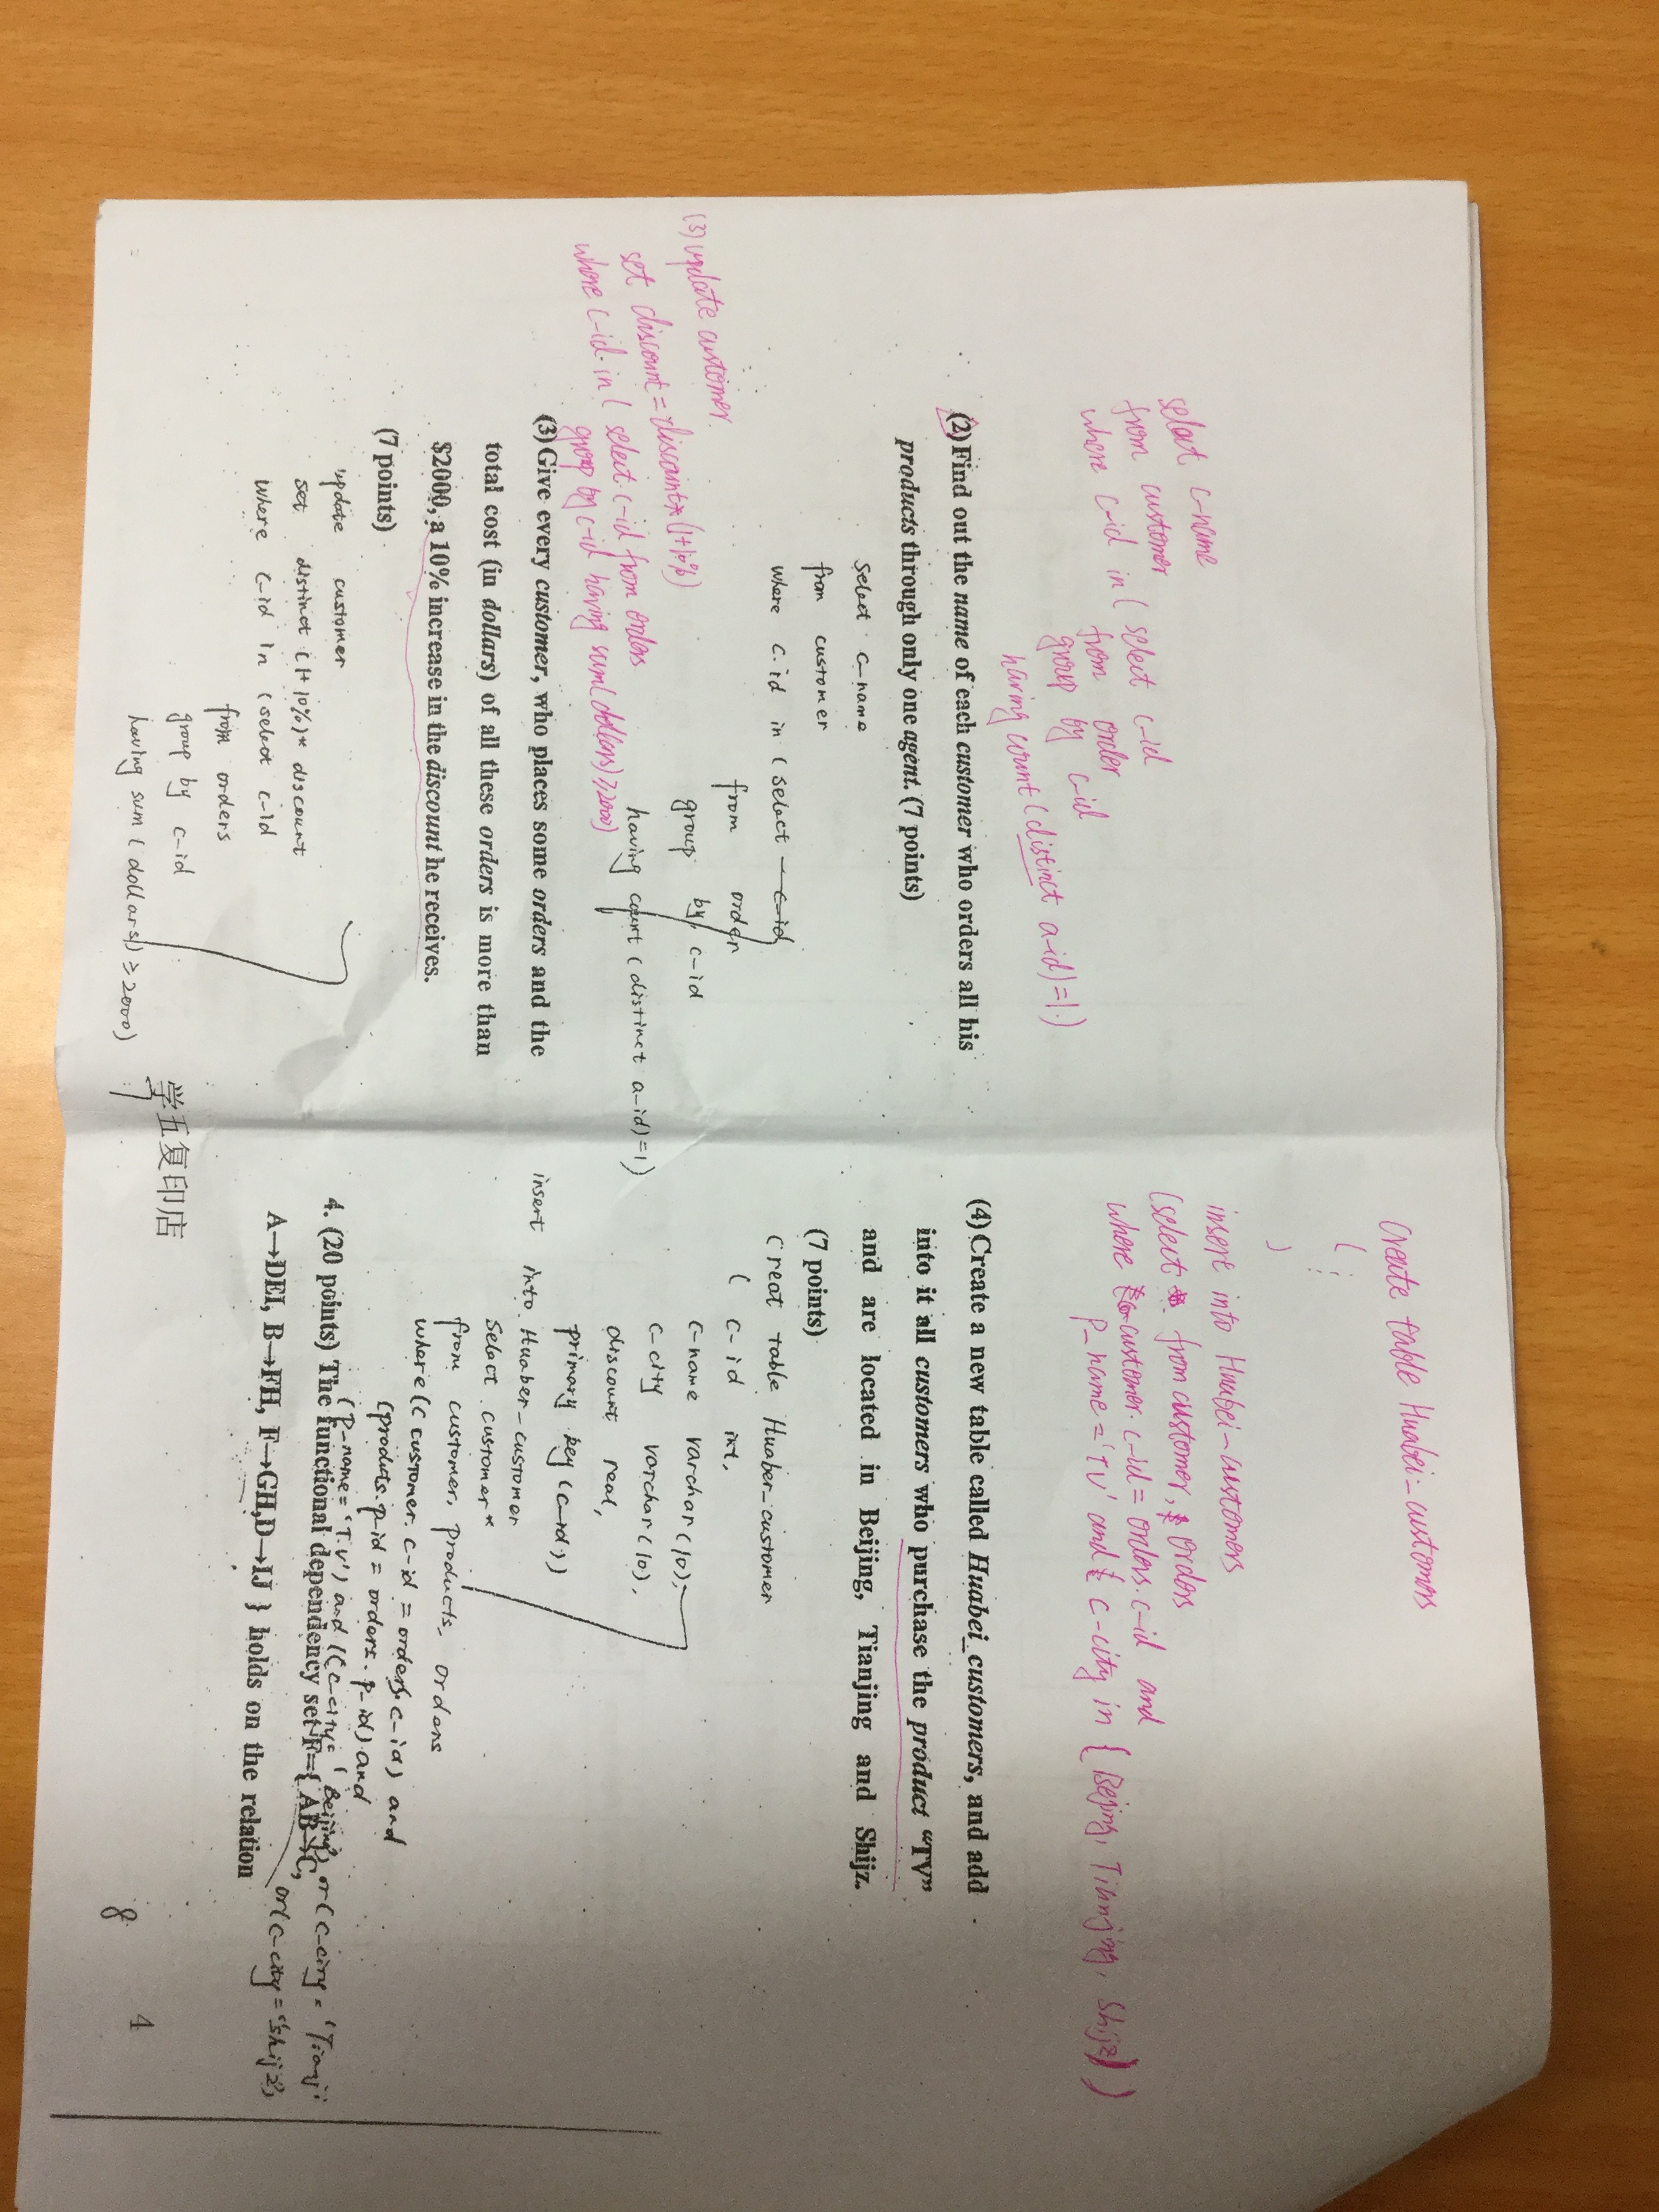 select c-name
from customer
where c-id in ( select c-id
from order
group by c-id
having count (distinct a-id)=1.)
(2) Find out the name of each customer who orders all his
products through only one agent. (7 points)
Select c-name
from customer
where c.id in ( select c-id
from order
group by c-id
having count ( distinct a-id)=1)
(3) update customer.
set discount = discount*(1+10%)
where c-id in ( select c-id from orders
group by c-id having sum(dollars) ≥2000)
(3) Give every customer, who places some orders and the
total cost (in dollars) of all these orders is more than
$2000, a 10% increase in the discount he receives.
(7 points)
update customer
set distinct (1+10%)* discount
where c-id in (select c-id
from orders
group by c-id
having sum ( dollars) ≥2000)
学五复印店
7
Create table Huabei_customers
( :
:
)
insert into Huabei-customers
(select from customer, orders
where customer. c-id = orders. c-id and
p_name ='TV' and c-city in { Beijing, Tianjing, Shijz} )
(4) Create a new table called Huabei_customers, and add
into it all customers who purchase the product “TV”
and are located in Beijing, Tianjing and Shijz.
(7 points)
Creat table Huaber_customer
( c-id int,
c-name varchar(10),
c-city varchar(10),
discount real,
primary key (c-id))
insert into Huaber-customer
select customer*
from customer, products, orders
where (( customer. c-id = orders. c-id) and
(products. p-id = orders. p-id) and
(p-name= 'T.V') and ((c-city= ' Beijing') or( c-city = 'Tianji
or( c-city = 'shijz',
4. (20 points) The functional dependency set F={ AB→C,
A→DEI, B→FH, F→GH,D→IJ } holds on the relation
8
4